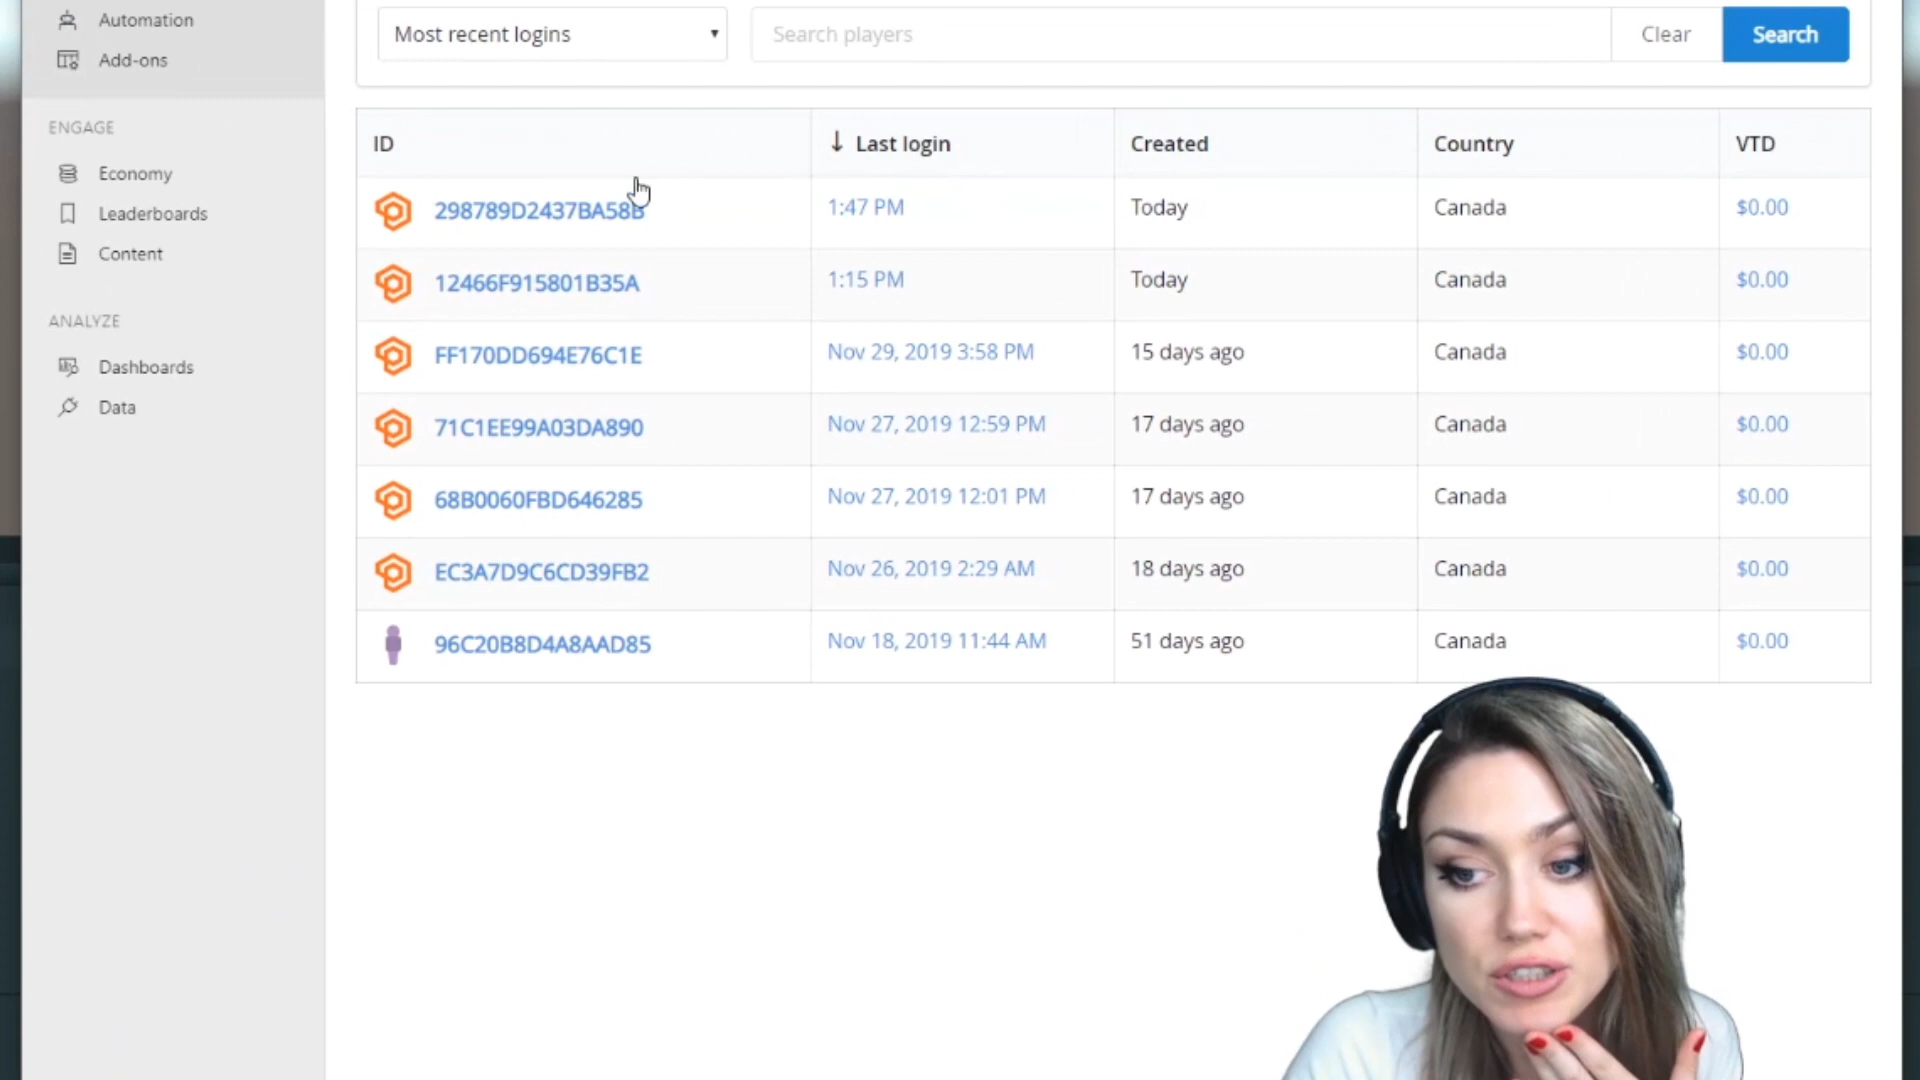 Automation
Add-ons
ENGAGE
Economy
Leaderboards
Content
ANALYZE
Dashboards
Data
Most recent logins
Search players
Clear
Search
ID Last login Created Country VTD
298789D2437BA58B 1:47 PM Today Canada $0.00
12466F915801B35A 1:15 PM Today Canada $0.00
FF170DD694E76C1E Nov 29, 2019 3:58 PM 15 days ago Canada $0.00
71C1EE99A03DA890 Nov 27, 2019 12:59 PM 17 days ago Canada $0.00
68B0060FBD646285 Nov 27, 2019 12:01 PM 17 days ago Canada $0.00
EC3A7D9C6CD39FB2 Nov 26, 2019 2:29 AM 18 days ago Canada $0.00
96C20B8D4A8AAD85 Nov 18, 2019 11:44 AM 51 days ago Canada $0.00